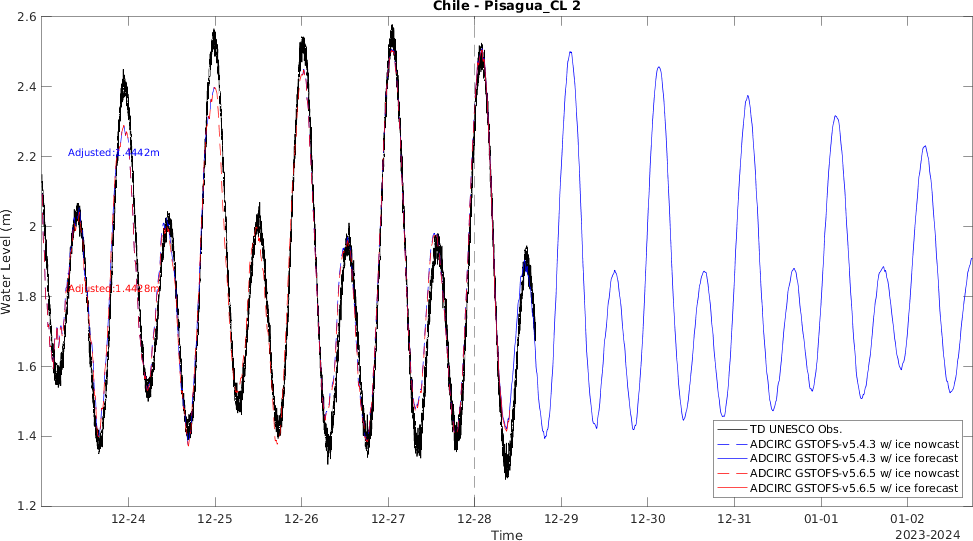 Chile - Pisagua_CL 2
Water Level (m)
2.6
2.4
2.2
2
1.8
1.6
1.4
1.2
Adjusted:1.4442m
Adjusted:1.4428m
TD UNESCO Obs.
ADCIRC GSTOFS-v5.4.3 w/ ice nowcast
ADCIRC GSTOFS-v5.4.3 w/ ice forecast
ADCIRC GSTOFS-v5.6.5 w/ ice nowcast
ADCIRC GSTOFS-v5.6.5 w/ ice forecast
12-24 12-25 12-26 12-27 12-28 12-29 12-30 12-31 01-01 01-02
Time
2023-2024